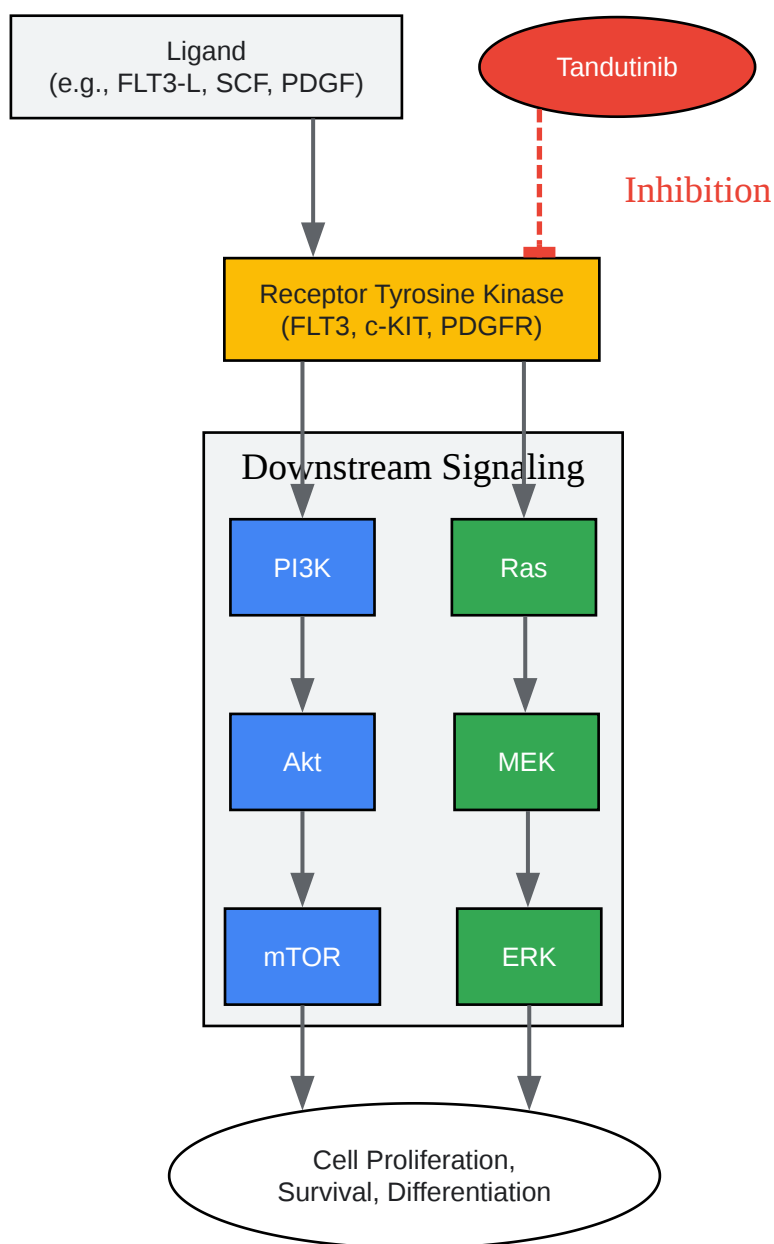 Ligand
(e.g., FLT3-L, SCF, PDGF)
Tandutinib
Inhibition
Receptor Tyrosine Kinase
(FLT3, c-KIT, PDGFR)
Downstream Signaling
PI3K
Ras
Akt
MEK
mTOR
ERK
Cell Proliferation,
Survival, Differentiation